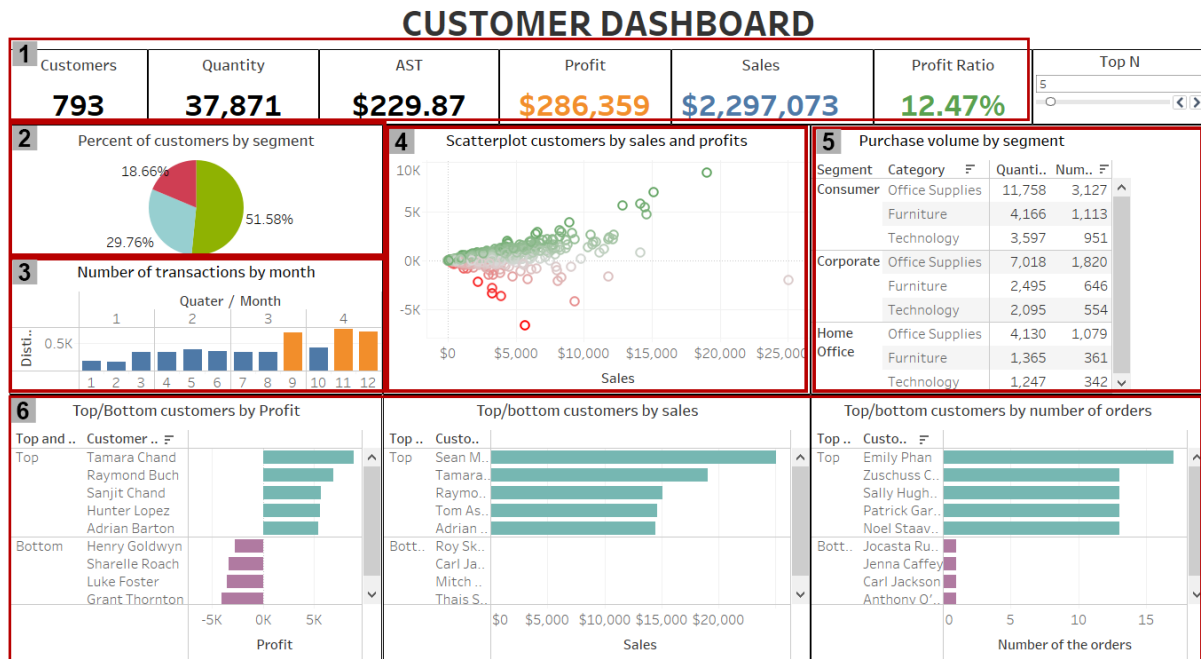 CUSTOMER DASHBOARD
1
Customers
793
Quantity
37,871
AST
$229.87
Profit
$286,359
Sales
$2,297,073
Profit Ratio
12.47%
Top N
5
2
Percent of customers by segment
18.66%
51.58%
29.76%
3
Number of transactions by month
Quater / Month
1 2 3 4
Disti..
0.5K
1 2 3 4 5 6 7 8 9 10 11 12
4
Scatterplot customers by sales and profits
10K
5K
0K
-5K
$0 $5,000 $10,000 $15,000 $20,000 $25,000
Sales
5
Purchase volume by segment
Segment Category Quanti.. Num..
Consumer Office Supplies 11,758 3,127
Furniture 4,166 1,113
Technology 3,597 951
Corporate Office Supplies 7,018 1,820
Furniture 2,495 646
Technology 2,095 554
Home Office Office Supplies 4,130 1,079
Furniture 1,365 361
Technology 1,247 342
6
Top/Bottom customers by Profit
Top and .. Customer ..
Top Tamara Chand
Raymond Buch
Sanjit Chand
Hunter Lopez
Adrian Barton
Bottom Henry Goldwyn
Sharelle Roach
Luke Foster
Grant Thornton
-5K 0K 5K
Profit
Top/bottom customers by sales
Top .. Custo..
Top Sean M..
Tamara..
Raymo..
Tom As..
Adrian ..
Bott.. Roy Sk..
Carl Ja..
Mitch ..
Thais S..
$0 $5,000 $10,000 $15,000 $20,000
Sales
Top/bottom customers by number of orders
Top .. Custo..
Top Emily Phan
Zuschuss C..
Sally Hugh..
Patrick Gar..
Noel Staav..
Bott.. Jocasta Ru..
Jenna Caffey
Carl Jackson
Anthony O'..
0 5 10 15
Number of the orders